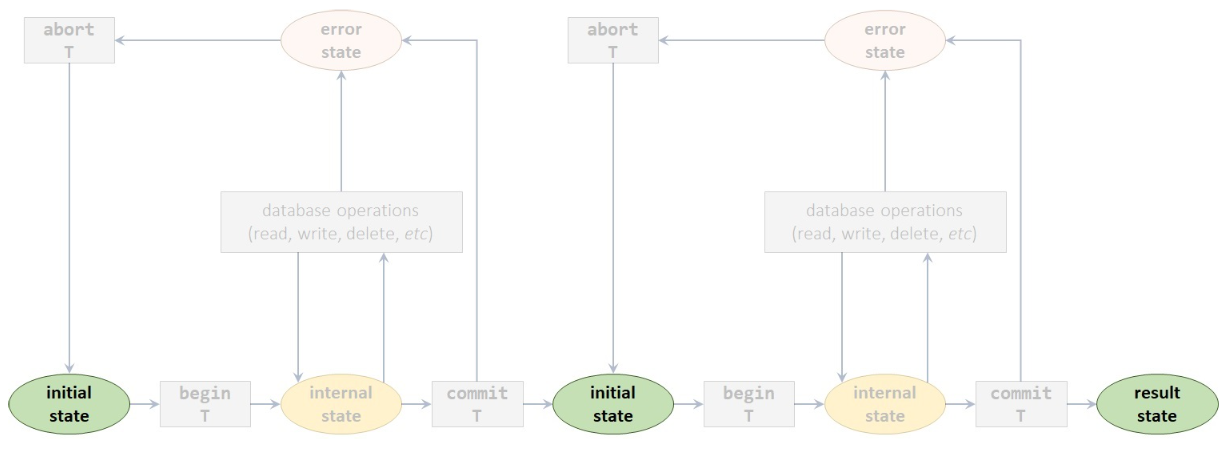 abort
T
error
state
abort
T
error
state
database operations
(read, write, delete, etc)
database operations
(read, write, delete, etc)
initial
state
begin
T
internal
state
commit
T
initial
state
begin
T
internal
state
commit
T
result
state